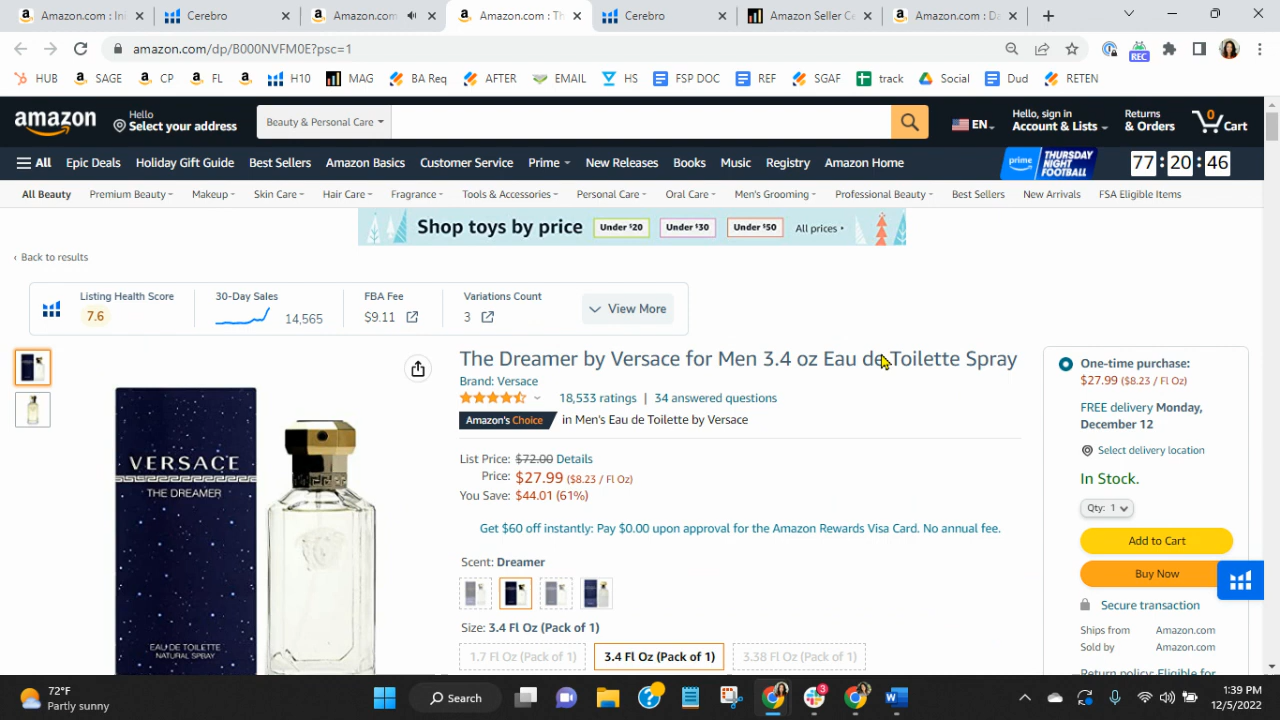 Amazon.com : Ini
Cerebro
Amazon.com
Amazon.com : Th
Cerebro
Amazon Seller Ce
Amazon.com : Da
amazon.com/dp/B000NVFM0E?psc=1
REC
HUB SAGE CP FL H10 MAG BA Req AFTER EMAIL HS FSP DOC REF SGAF track Social Dud RETEN
amazon
Hello
Select your address
Beauty & Personal Care
EN
Hello, sign in
Account & Lists
Returns
& Orders
0
Cart
All Epic Deals Holiday Gift Guide Best Sellers AmazonBasics Customer Service Prime New Releases Books Music Registry Amazon Home
prime THURSDAY NIGHT FOOTBALL
77 : 20 : 46
All Beauty Premium Beauty Makeup Skin Care Hair Care Fragrance Tools & Accessories Personal Care Oral Care Men's Grooming Professional Beauty Best Sellers New Arrivals FSA Eligible Items
Shop toys by price Under $20 Under $30 Under $50 All prices
‹ Back to results
Listing Health Score
7.6
30-Day Sales
14,565
FBA Fee
$9.11
Variations Count
3
View More
The Dreamer by Versace for Men 3.4 oz Eau de Toilette Spray
Brand: Versace
18,533 ratings | 34 answered questions
Amazon's Choice in Men's Eau de Toilette by Versace
List Price: $72.00 Details
Price: $27.99 ($8.23 / Fl Oz)
You Save: $44.01 (61%)
Get $60 off instantly: Pay $0.00 upon approval for the Amazon Rewards Visa Card. No annual fee.
Scent: Dreamer
Size: 3.4 Fl Oz (Pack of 1)
1.7 Fl Oz (Pack of 1) 3.4 Fl Oz (Pack of 1) 3.38 Fl Oz (Pack of 1)
VERSACE
THE DREAMER
EAU DE TOILETTE
NATURAL SPRAY
One-time purchase:
$27.99 ($8.23 / Fl Oz)
FREE delivery Monday,
December 12
Select delivery location
In Stock.
Qty: 1
Add to Cart
Buy Now
Secure transaction
Ships from Amazon.com
Sold by Amazon.com
Return policy: Eligible for
72°F
Partly sunny
Search
3
1:39 PM
12/5/2022